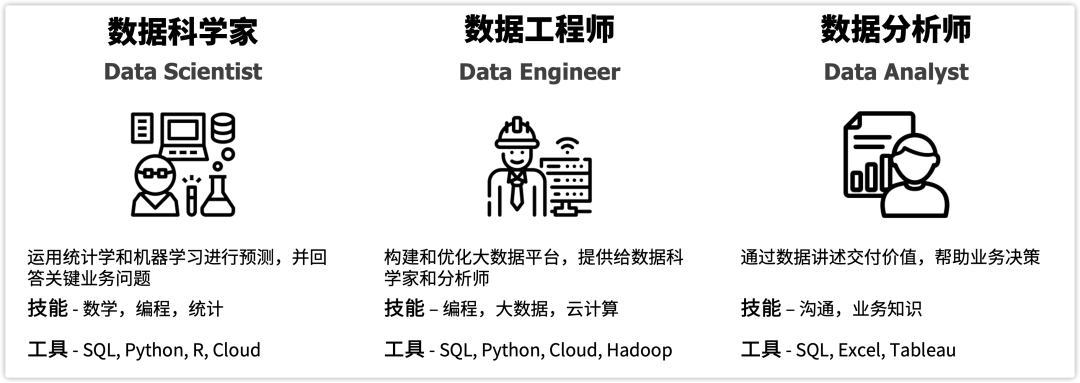 数据科学家
Data Scientist
运用统计学和机器学习进行预测，并回
答关键业务问题
技能 - 数学，编程，统计
工具 - SQL, Python, R, Cloud
数据工程师
Data Engineer
构建和优化大数据平台，提供给数据科
学家和分析师
技能 – 编程，大数据，云计算
工具 - SQL, Python, Cloud, Hadoop
数据分析师
Data Analyst
通过数据讲述交付价值，帮助业务决策
技能 – 沟通，业务知识
工具 - SQL, Excel, Tableau